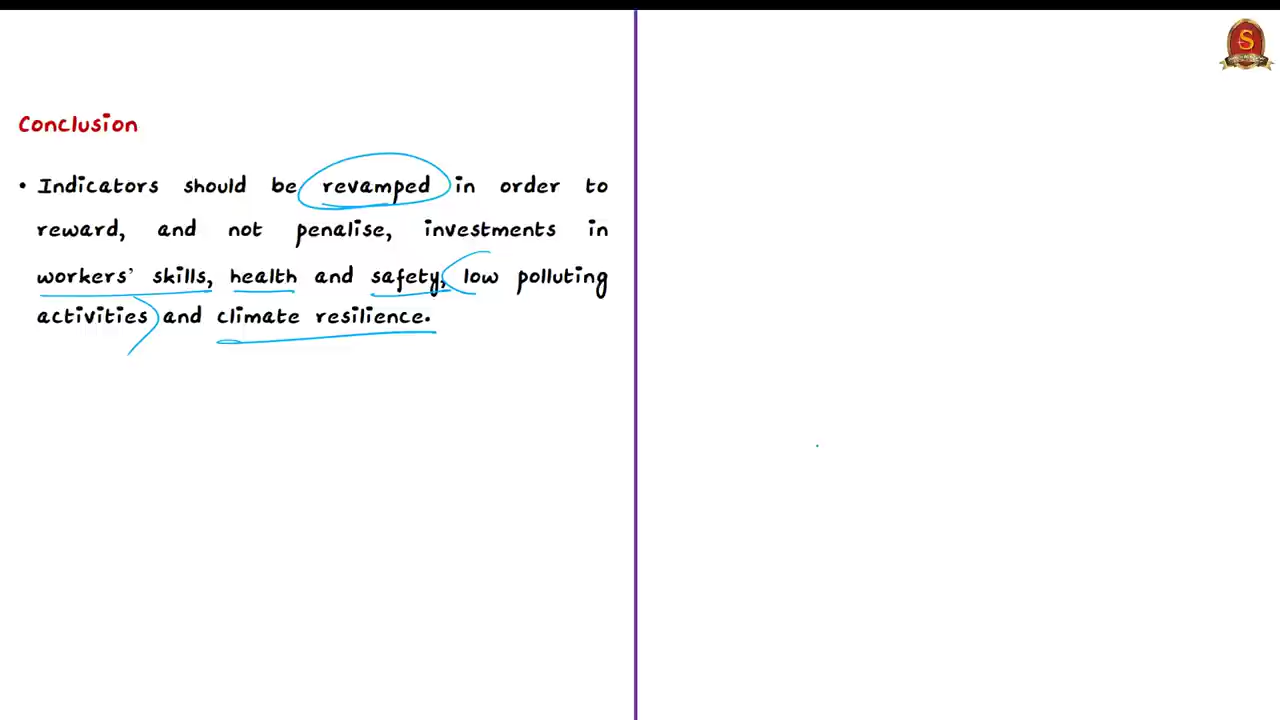 Conclusion
• Indicators should be revamped in order to
reward, and not penalise, investments in
workers' skills, health and safety, low polluting
activities and climate resilience.
S